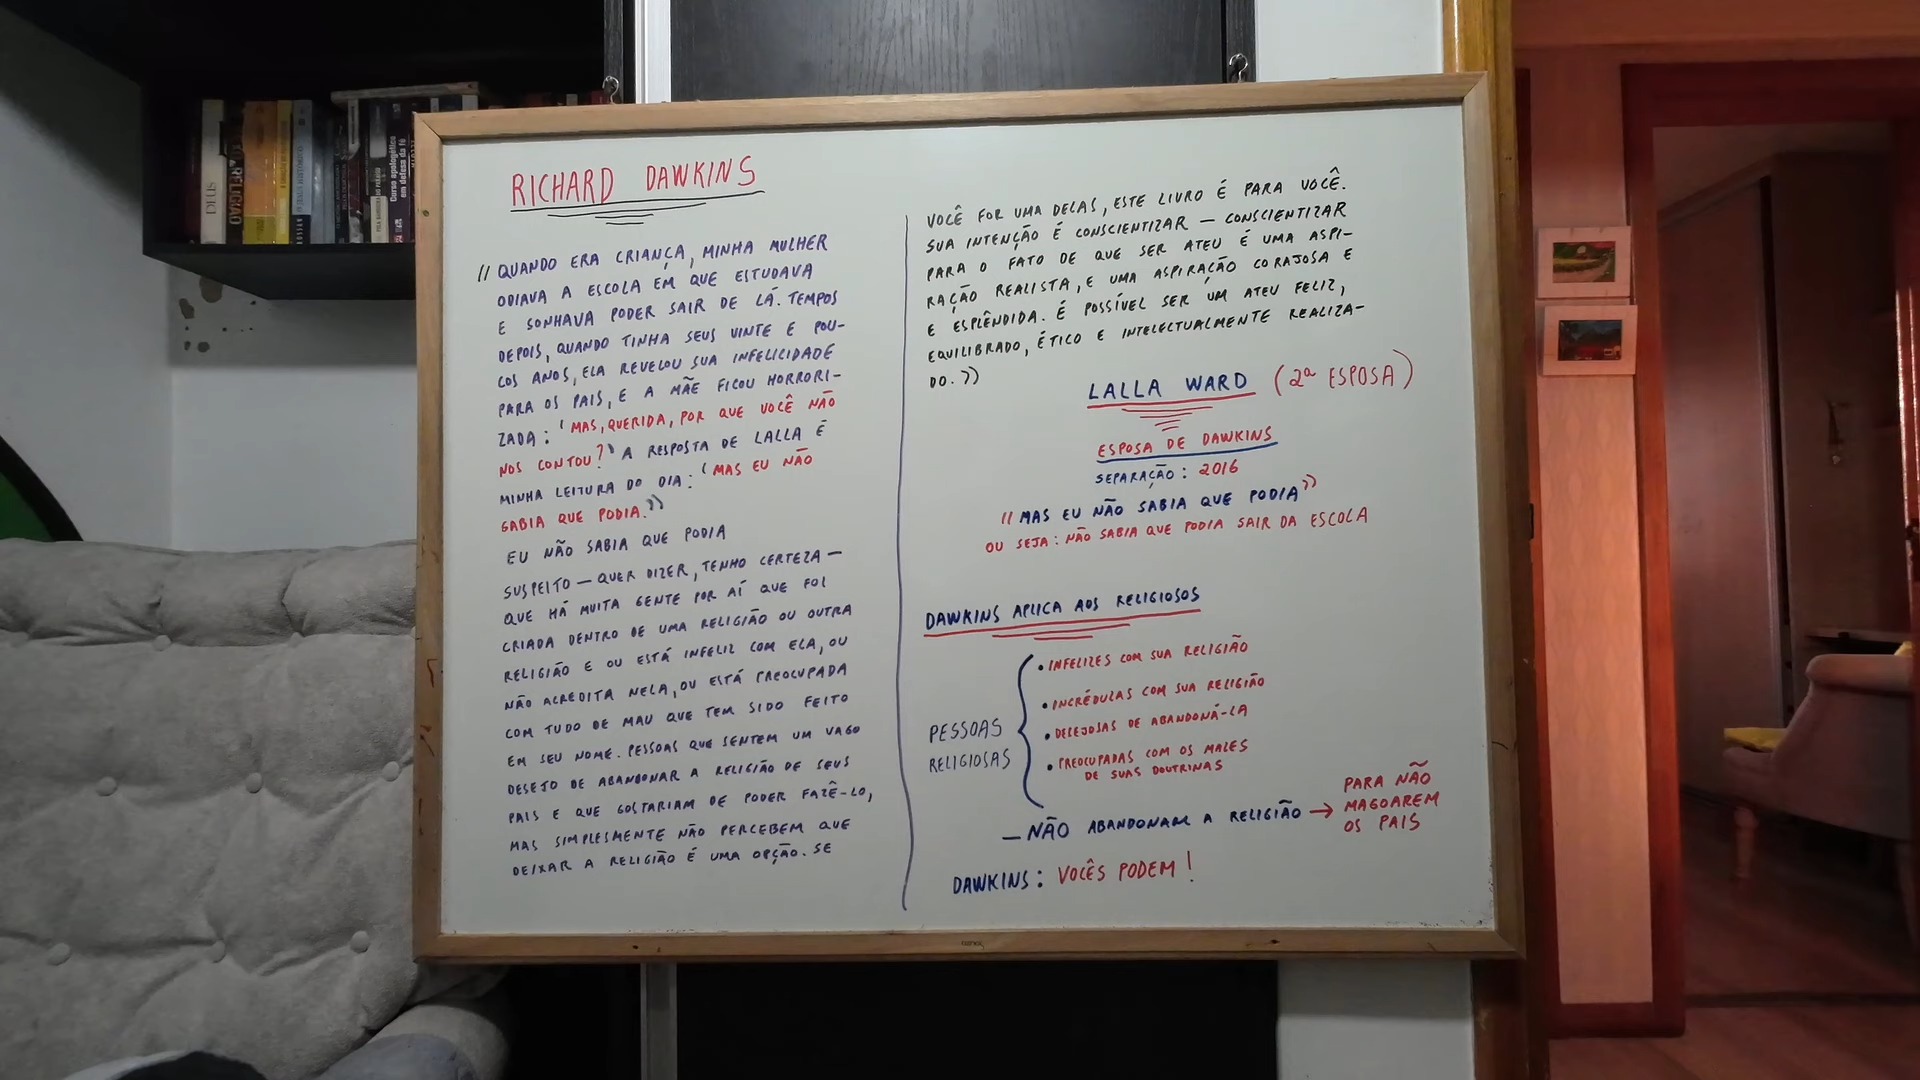 RICHARD DAWKINS
" QUANDO ERA CRIANÇA, MINHA MULHER
ODIAVA A ESCOLA EM QUE ESTUDAVA
E SONHAVA PODER SAIR DE LÁ. TEMPOS
DEPOIS, QUANDO TINHA SEUS VINTE E POU-
COS ANOS, ELA REVELOU SUA INFELICIDADE
PARA OS PAIS, E A MÃE FICOU HORRORI-
ZADA: 'MAS, QUERIDA, POR QUE VOCÊ NÃO
NOS CONTOU?' A RESPOSTA DE LALLA É
MINHA LEITURA DO DIA: 'MAS EU NÃO
SABIA QUE PODIA.'"
EU NÃO SABIA QUE PODIA
SUSPEITO — QUER DIZER, TENHO CERTEZA —
QUE HÁ MUITA GENTE POR AÍ QUE FOI
CRIADA DENTRO DE UMA RELIGIÃO OU OUTRA
RELIGIÃO E OU ESTÁ INFELIZ COM ELA, OU
NÃO ACREDITA NELA, OU ESTÁ PREOCUPADA
COM TUDO DE MAU QUE TEM SIDO FEITO
EM SEU NOME. PESSOAS QUE SENTEM UM VAGO
DESEJO DE ABANDONAR A RELIGIÃO DE SEUS
PAIS E QUE GOSTARIAM DE PODER FAZÊ-LO,
MAS SIMPLESMENTE NÃO PERCEBEM QUE
DEIXAR A RELIGIÃO É UMA OPÇÃO. SE
VOCÊ FOR UMA DELAS, ESTE LIVRO É PARA VOCÊ.
SUA INTENÇÃO É CONSCIENTIZAR — CONSCIENTIZAR
PARA O FATO DE QUE SER ATEU É UMA ASPI-
RAÇÃO REALISTA, E UMA ASPIRAÇÃO CORAJOSA E
E ESPLÊNDIDA. É POSSÍVEL SER UM ATEU FELIZ,
EQUILIBRADO, ÉTICO E INTELECTUALMENTE REALIZA-
DO."
LALLA WARD (2ª ESPOSA)
ESPOSA DE DAWKINS
SEPARAÇÃO: 2016
" MAS EU NÃO SABIA QUE PODIA"
OU SEJA: NÃO SABIA QUE PODIA SAIR DA ESCOLA
DAWKINS APLICA AOS RELIGIOSOS
PESSOAS
RELIGIOSAS
• INFELIZES COM SUA RELIGIÃO
• INCRÉDULAS COM SUA RELIGIÃO
• DESEJOSAS DE ABANDONÁ-LA
• PREOCUPADAS COM OS MALES
DE SUAS DOUTRINAS
— NÃO ABANDONAM A RELIGIÃO → PARA NÃO
MAGOAREM
OS PAIS
DAWKINS: VOCÊS PODEM!
DEUS
RELIGIÃO
Curso apologético
em defesa da fé